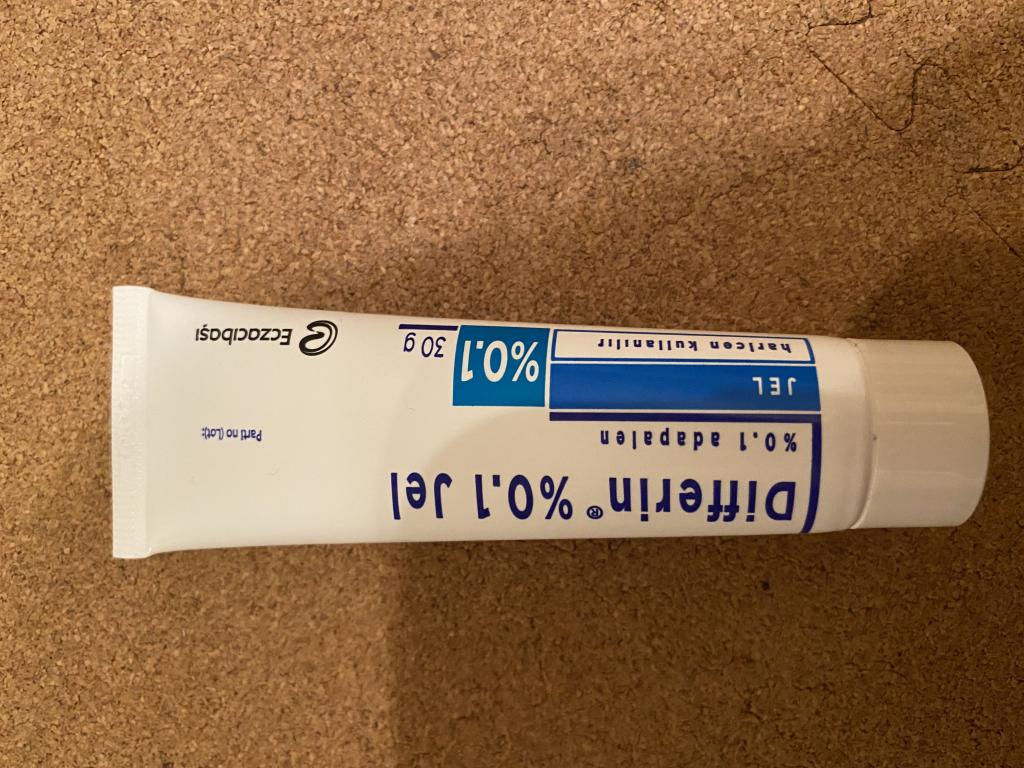 Differin® %0.1 Jel
%0.1 adapalen
JEL
haricen kullanılır
%0.1
30 g
Parti no (Lot):
Eczacıbaşı